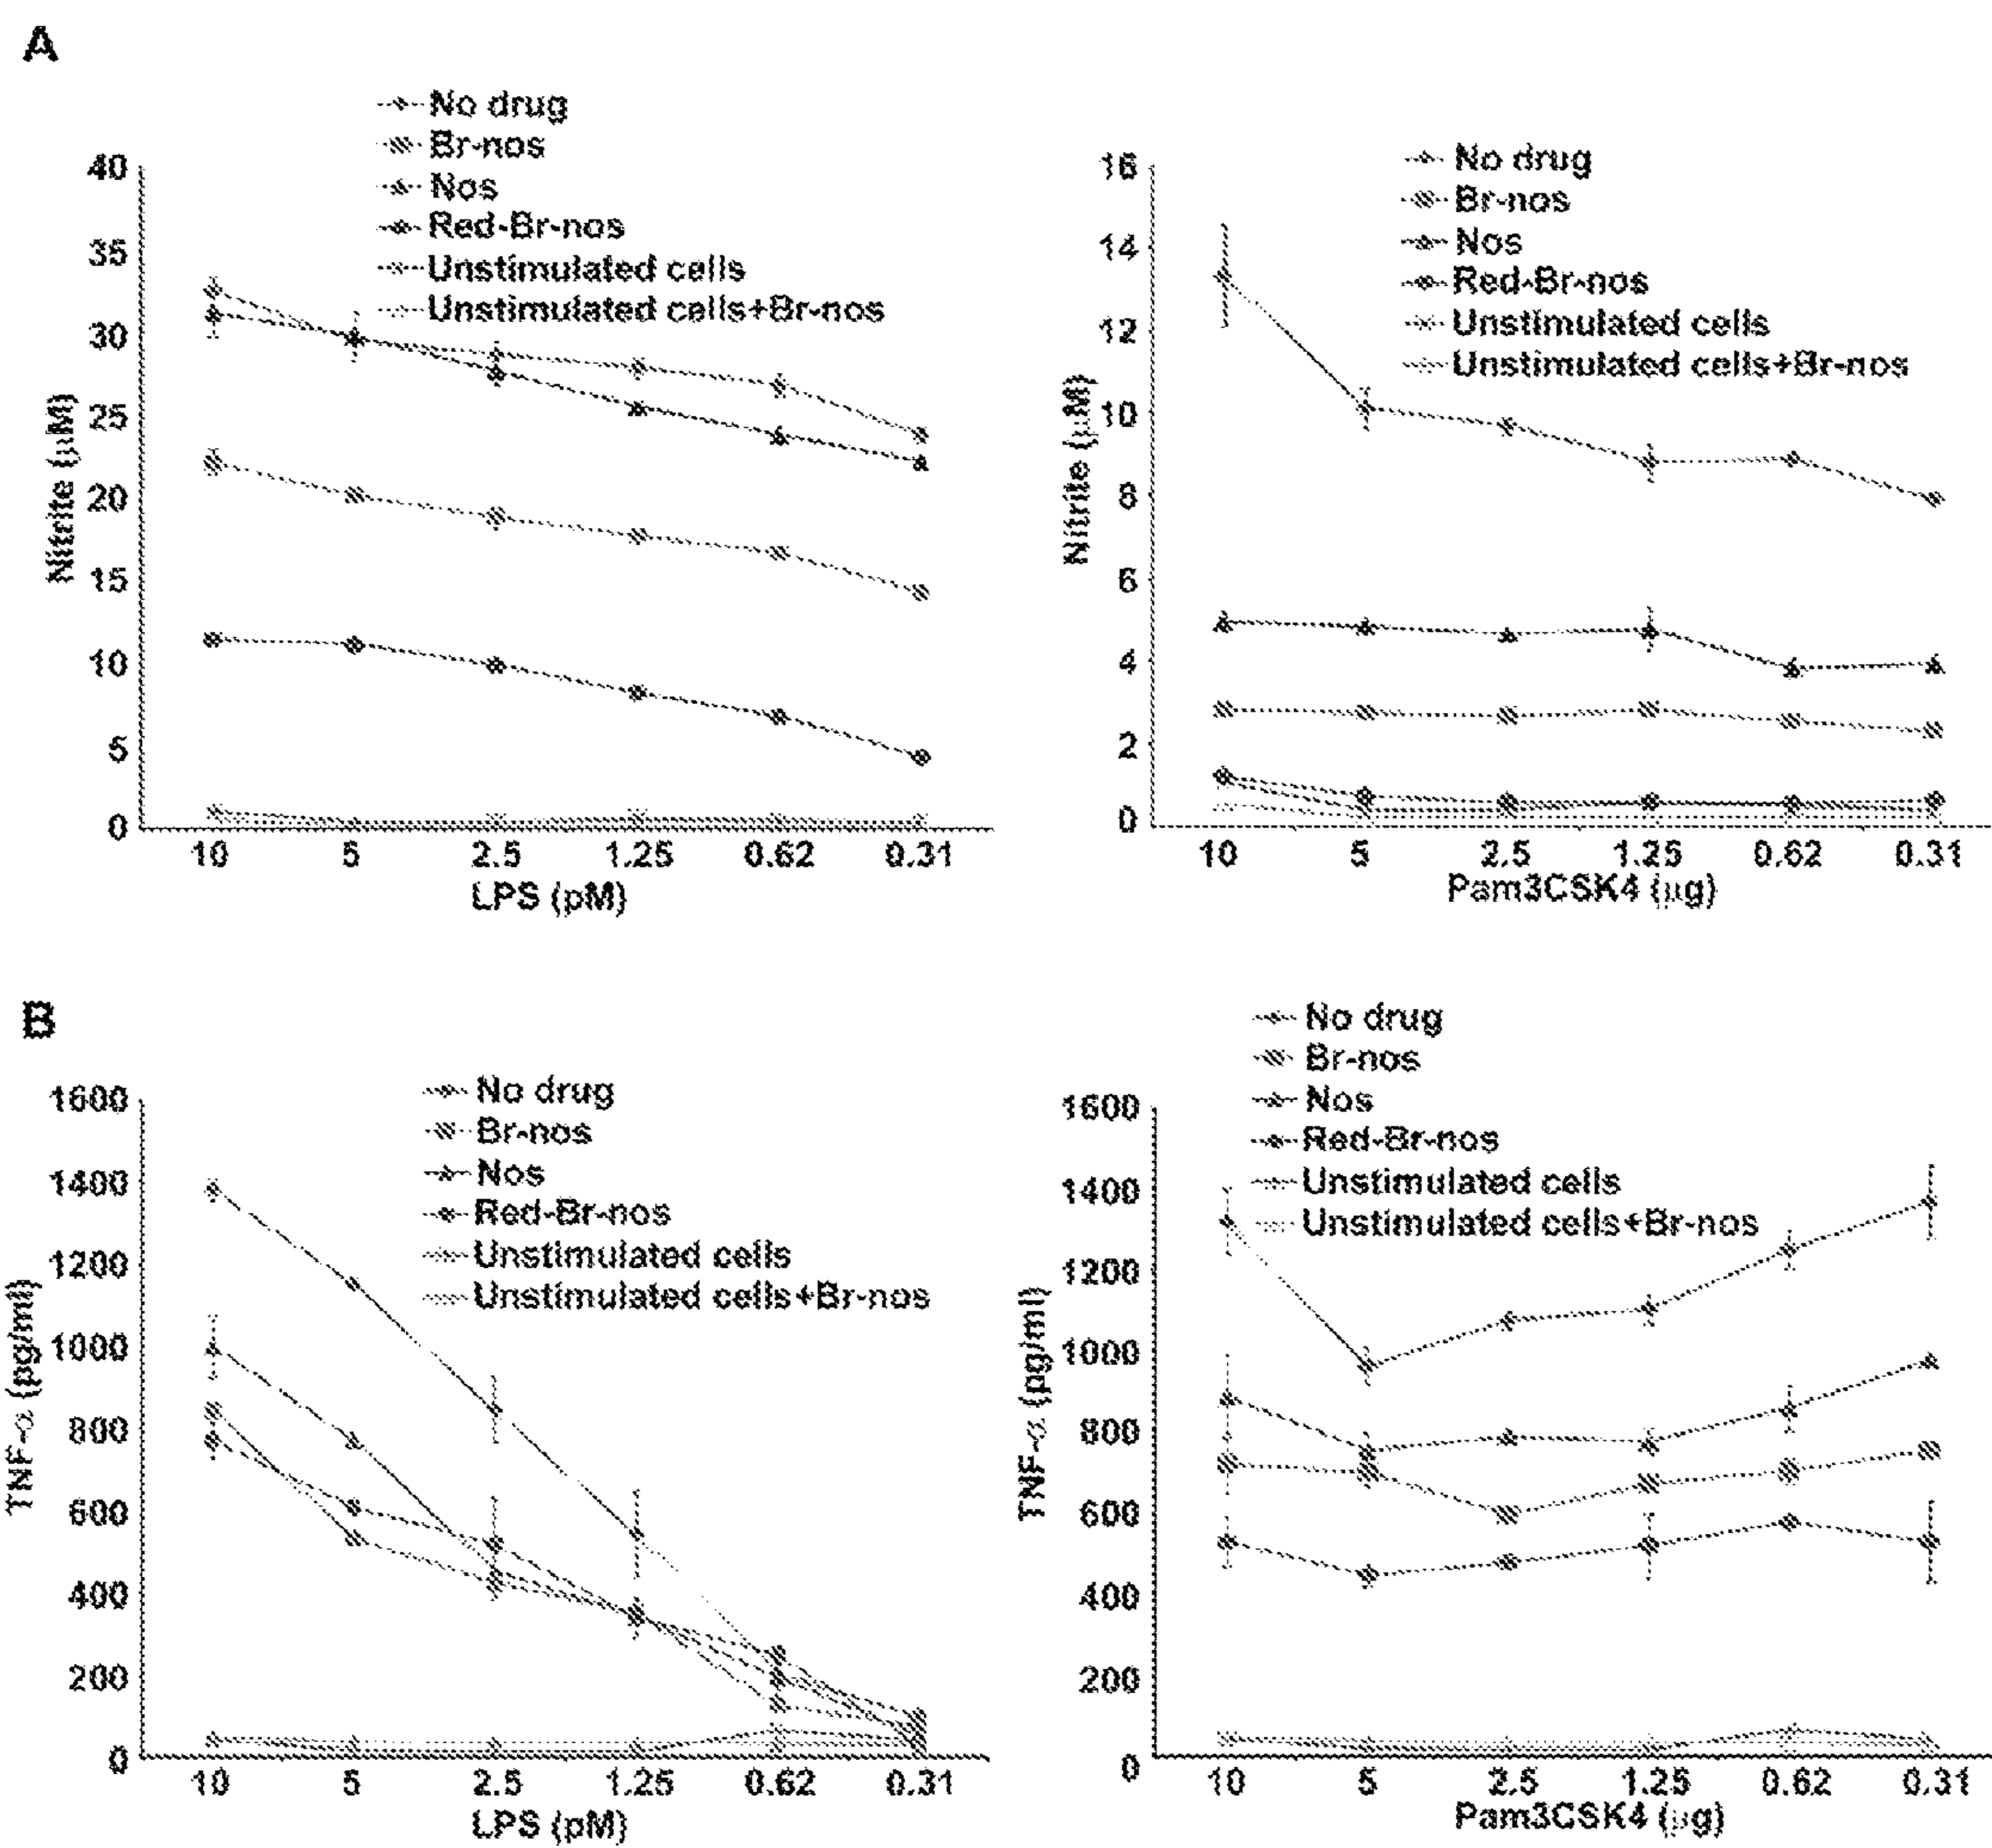 A
No drug
Br-nos
Nos
Red-Br-nos
Unstimulated cells
Unstimulated cells+Br-nos
40
35
30
25
20
15
10
5
0
Nitrite (μM)
10 5 2.5 1.25 0.62 0.31
LPS (pM)
No drug
Br-nos
Nos
Red-Br-nos
Unstimulated cells
Unstimulated cells+Br-nos
16
14
12
10
8
6
4
2
0
Nitrite (μM)
10 5 2.5 1.25 0.62 0.31
Pam3CSK4 (μg)
B
No drug
Br-nos
Nos
Red-Br-nos
Unstimulated cells
Unstimulated cells+Br-nos
1600
1400
1200
1000
800
600
400
200
0
TNF-α (pg/ml)
10 5 2.5 1.25 0.62 0.31
LPS (pM)
No drug
Br-nos
Nos
Red-Br-nos
Unstimulated cells
Unstimulated cells+Br-nos
1600
1400
1200
1000
800
600
400
200
0
TNF-α (pg/ml)
10 5 2.5 1.25 0.62 0.31
Pam3CSK4 (μg)